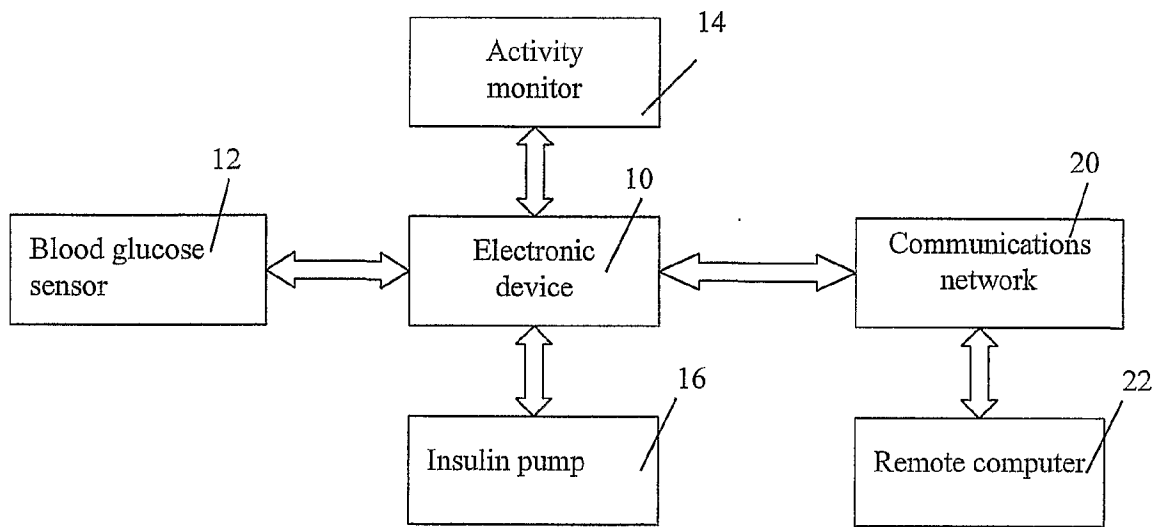 Activity
monitor
14
12
Blood glucose
sensor
10
Electronic
device
20
Communications
network
16
Insulin pump
22
Remote computer